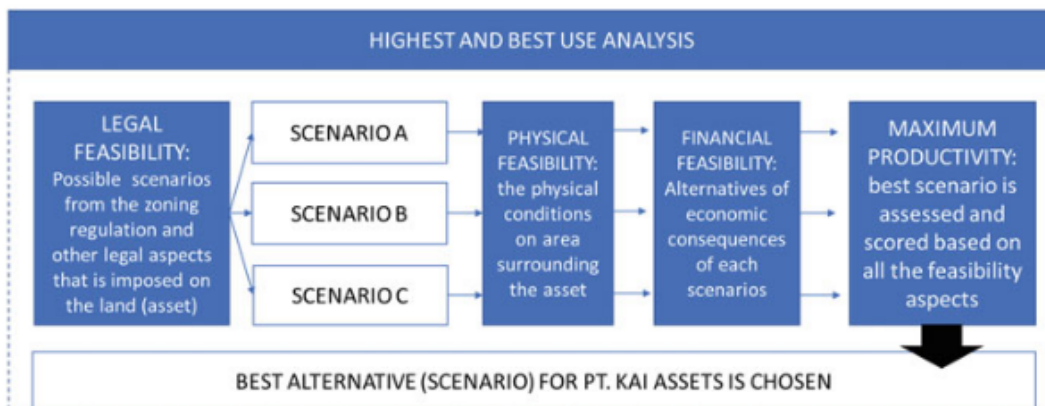 HIGHEST AND BEST USE ANALYSIS
LEGAL
FEASIBILITY:
Possible scenarios
from the zoning
regulation and
other legal aspects
that is imposed on
the land (asset)
SCENARIO A
SCENARIO B
SCENARIO C
PHYSICAL
FEASIBILITY:
the physical
conditions
on area
surrounding
the asset
FINANCIAL
FEASIBILITY:
Alternatives of
economic
consequences
of each
scenarios
MAXIMUM
PRODUCTIVITY:
best scenario is
assessed and
scored based on
all the feasibility
aspects
BEST ALTERNATIVE (SCENARIO) FOR PT. KAI ASSETS IS CHOSEN